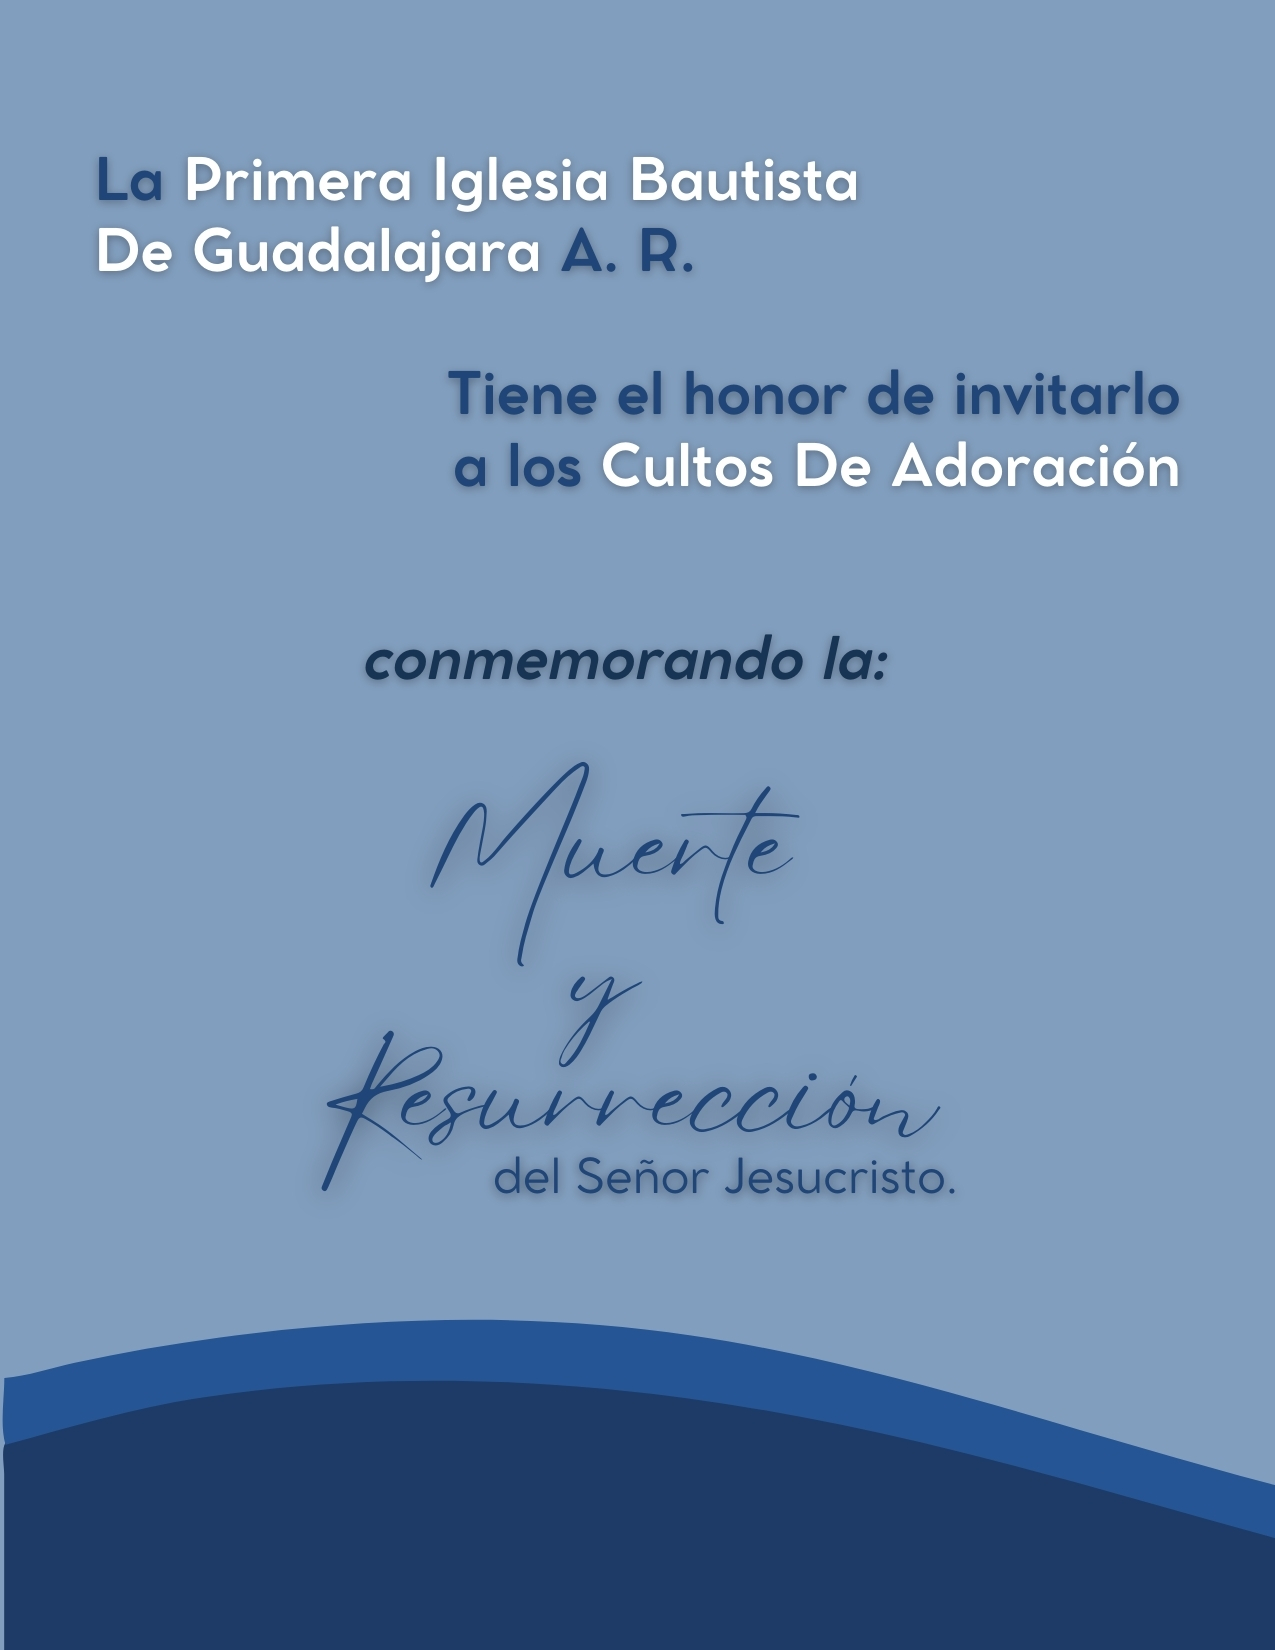 La Primera Iglesia Bautista
De Guadalajara A. R.
Tiene el honor de invitarlo
a los Cultos De Adoración
conmemorando la:
Muerte
y
Resurrección
del Señor Jesucristo.